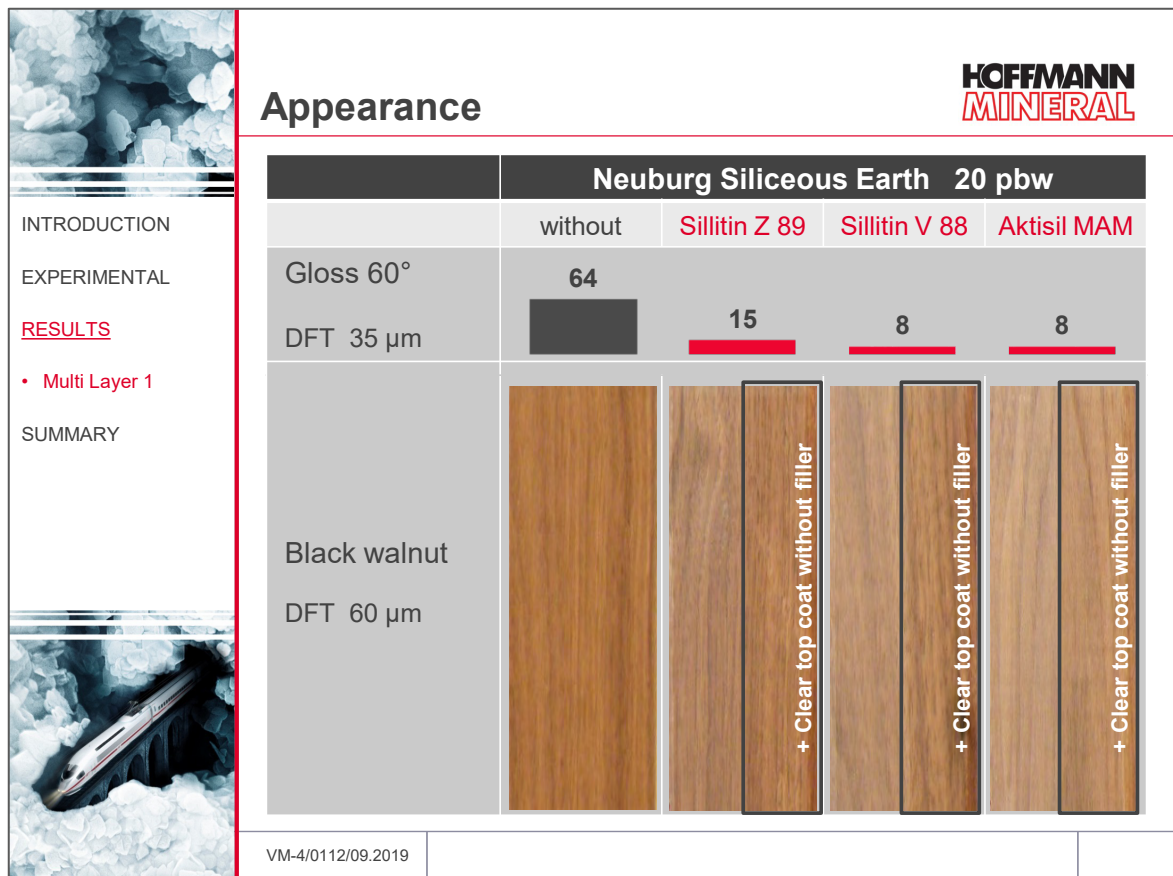 Appearance
HOFFMANN
MINERAL
INTRODUCTION
EXPERIMENTAL
RESULTS
• Multi Layer 1
SUMMARY
Neuburg Siliceous Earth 20 pbw
without Sillitin Z 89 Sillitin V 88 Aktisil MAM
Gloss 60°
DFT 35 µm
64 15 8 8
Black walnut
DFT 60 µm
+ Clear top coat without filler
+ Clear top coat without filler
+ Clear top coat without filler
VM-4/0112/09.2019